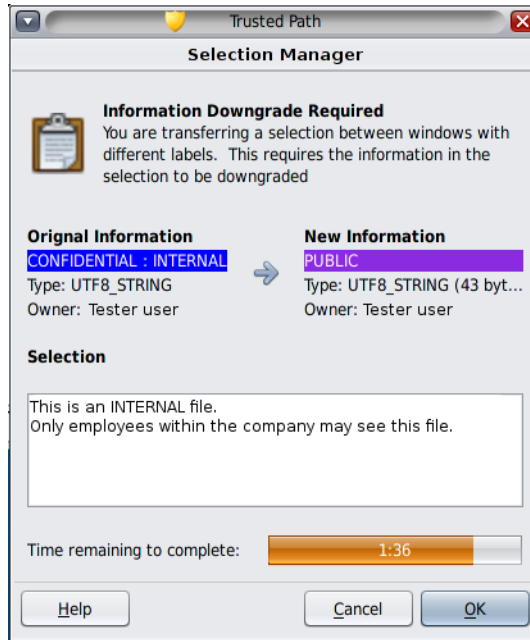 Trusted Path
Selection Manager
Information Downgrade Required
You are transferring a selection between windows with
different labels. This requires the information in the
selection to be downgraded
Orignal Information
New Information
CONFIDENTIAL : INTERNAL
PUBLIC
Type: UTF8_STRING
Type: UTF8_STRING (43 byt...
Owner: Tester user
Owner: Tester user
Selection
This is an INTERNAL file.
Only employees within the company may see this file.
Time remaining to complete:
1:36
Help
Cancel
OK